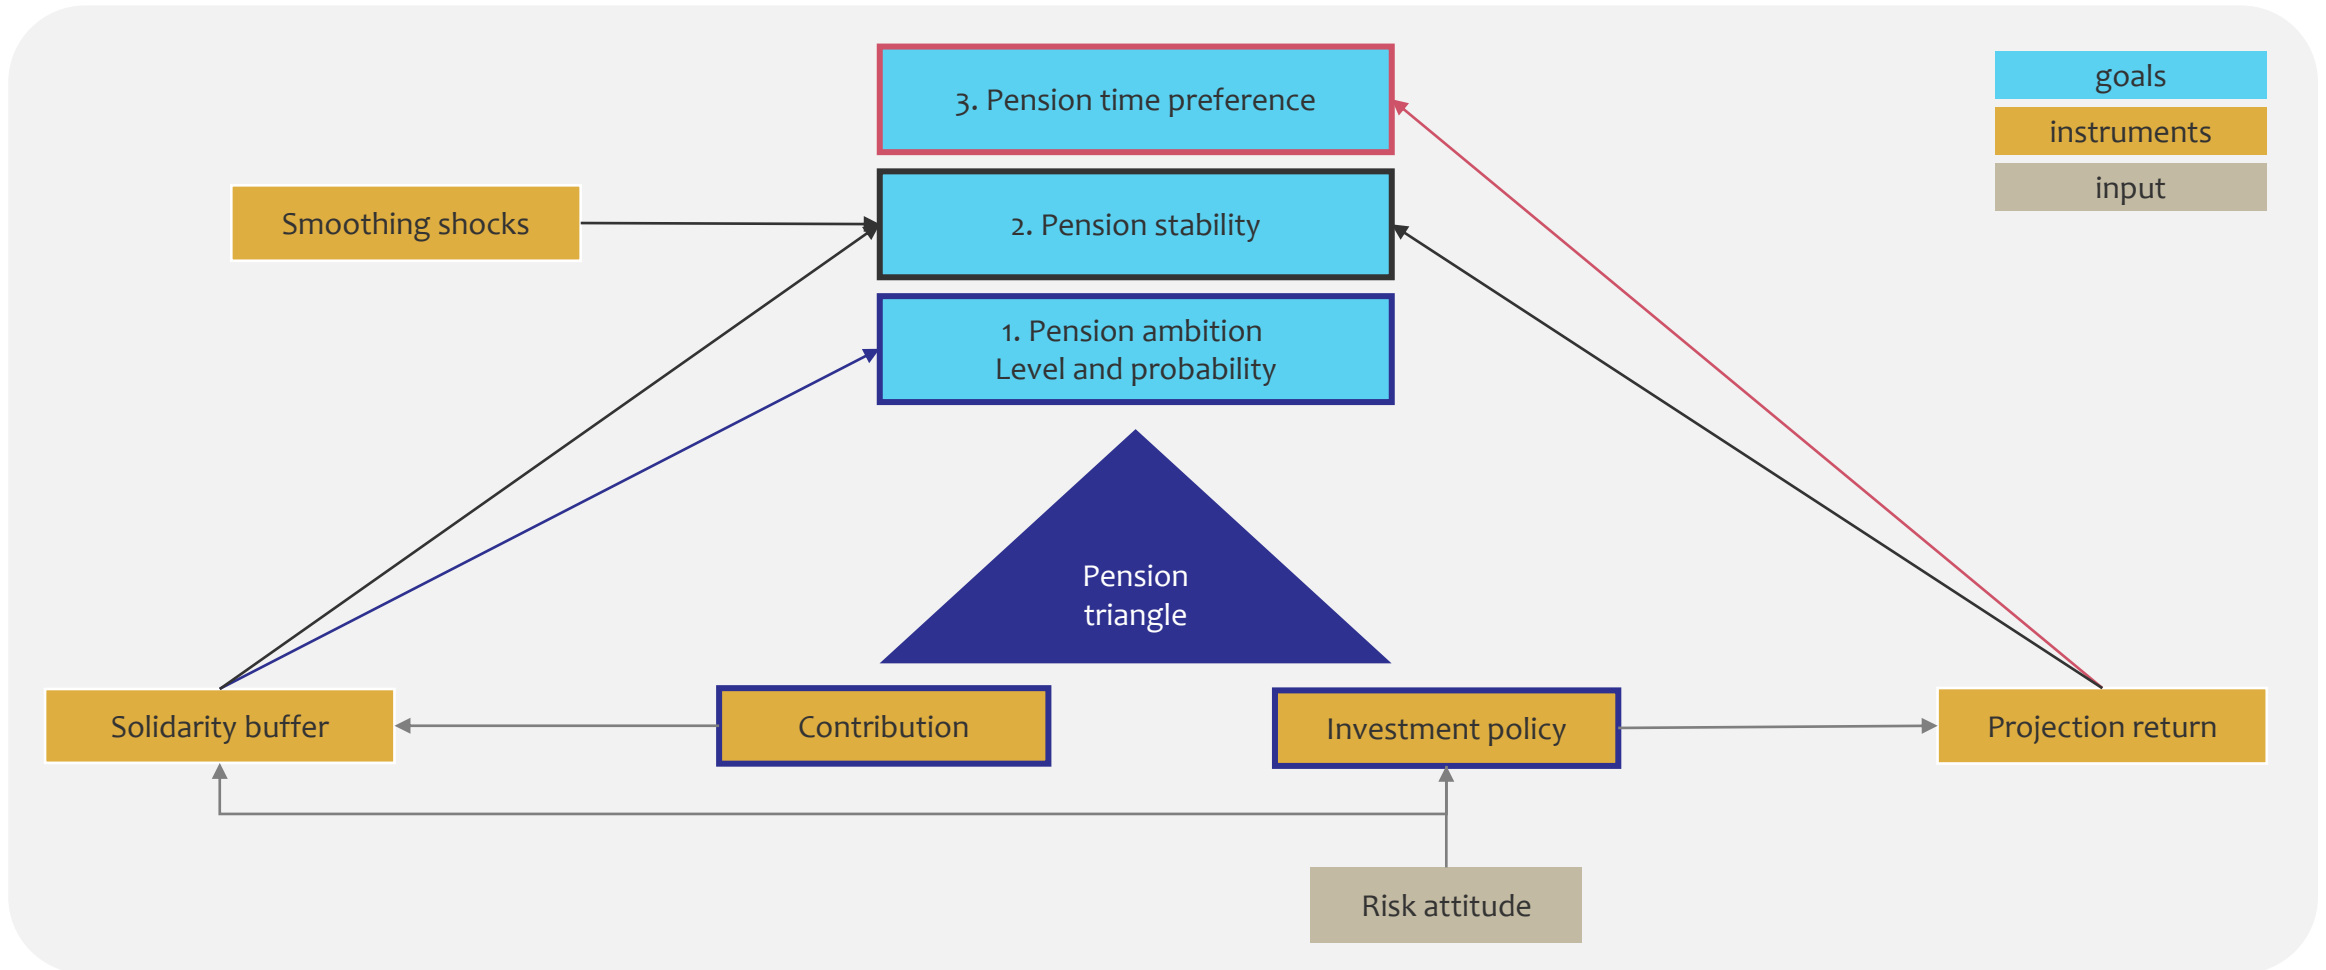 3. Pension time preference
goals
instruments
input
Smoothing shocks
2. Pension stability
1. Pension ambition
Level and probability
Pension
triangle
Solidarity buffer
Contribution
Investment policy
Projection return
Risk attitude